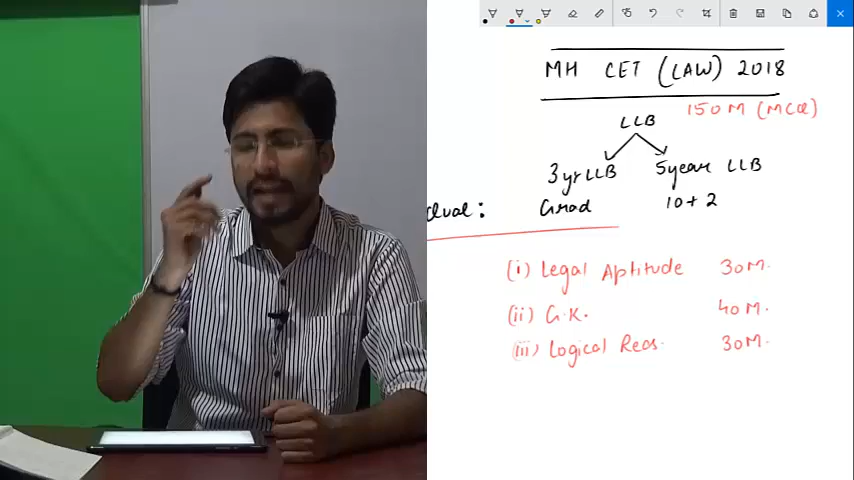 MH CET (LAW) 2018
150 M (MCQ)
LLB
3yr LLB 5year LLB
Grad 10+2
dual:
(i) Legal Aptitude 30M.
(ii) G.K. 40M.
(iii) Logical Reas. 30M.